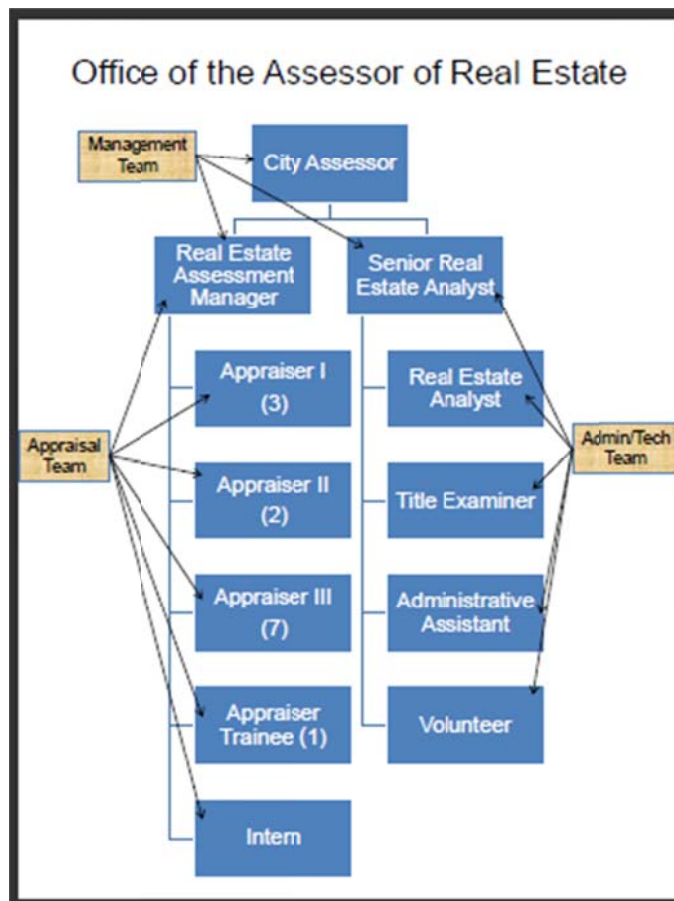 Office of the Assessor of Real Estate
Management
Team
City Assessor
Real Estate
Assessment
Manager
Senior Real
Estate Analyst
Appraiser I
(3)
Real Estate
Analyst
Appraisal
Team
Admin/Tech
Team
Appraiser II
(2)
Title Examiner
Appraiser III
(7)
Administrative
Assistant
Appraiser
Trainee (1)
Volunteer
Intern